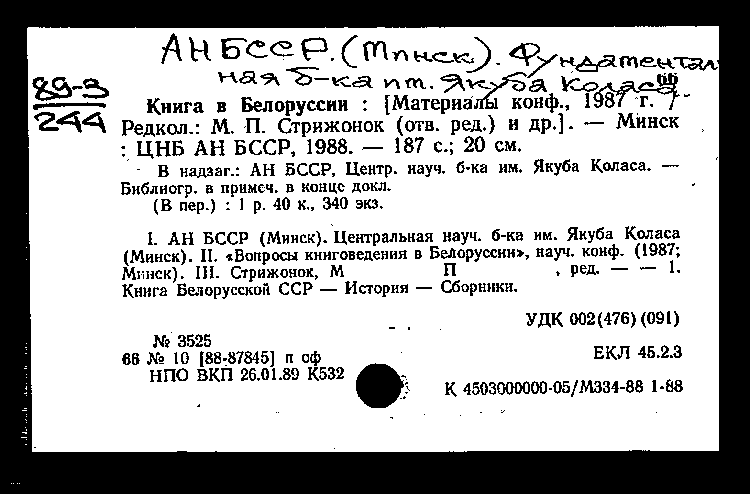 АН БССР. (Минск). Фундаментал
ная б-ка им. Якуба Коласа
89-3
244
66
Книга в Белоруссии : [Материалы конф., 1987 г. /
Редкол.: М. П. Стрижонок (отв. ред.) и др.]. — Минск
: ЦНБ АН БССР, 1988. — 187 с.; 20 см.
В надзаг.: АН БССР, Центр. науч. б-ка им. Якуба Коласа. —
Библиогр. в примеч. в конце докл.
(В пер.) : 1 р. 40 к., 340 экз.
I. АН БССР (Минск). Центральная науч. б-ка им. Якуба Коласа
(Минск). II. «Вопросы книговедения в Белоруссии», науч. конф. (1987;
Минск). III. Стрижонок, М П , ред. — — 1.
Книга Белорусской ССР — История — Сборники.
УДК 002(476)(091)
№ 3525
66 № 10 [88-87845] п оф
НПО ВКП 26.01.89 К532
ЕКЛ 45.2.3
К 4503000000-05/М334-88 1-88